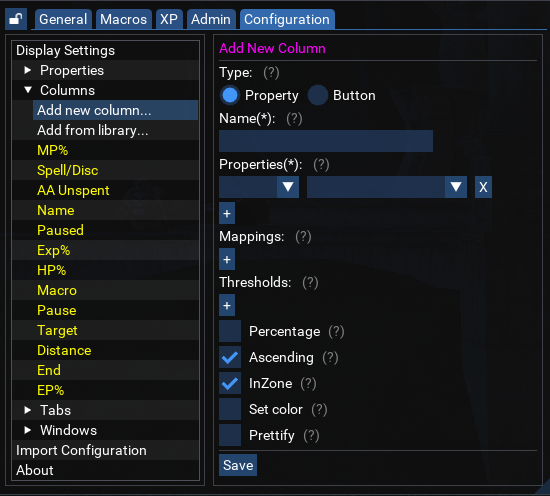 General Macros XP Admin Configuration
Display Settings
Properties
Columns
Add new column...
Add from library...
MP%
Spell/Disc
AA Unspent
Name
Paused
Exp%
HP%
Macro
Pause
Target
Distance
End
EP%
Tabs
Windows
Import Configuration
About
Add New Column
Type: (?)
Property Button
Name(*): (?)
Properties(*): (?)
X
+
Mappings: (?)
+
Thresholds: (?)
+
Percentage (?)
Ascending (?)
InZone (?)
Set color (?)
Prettify (?)
Save